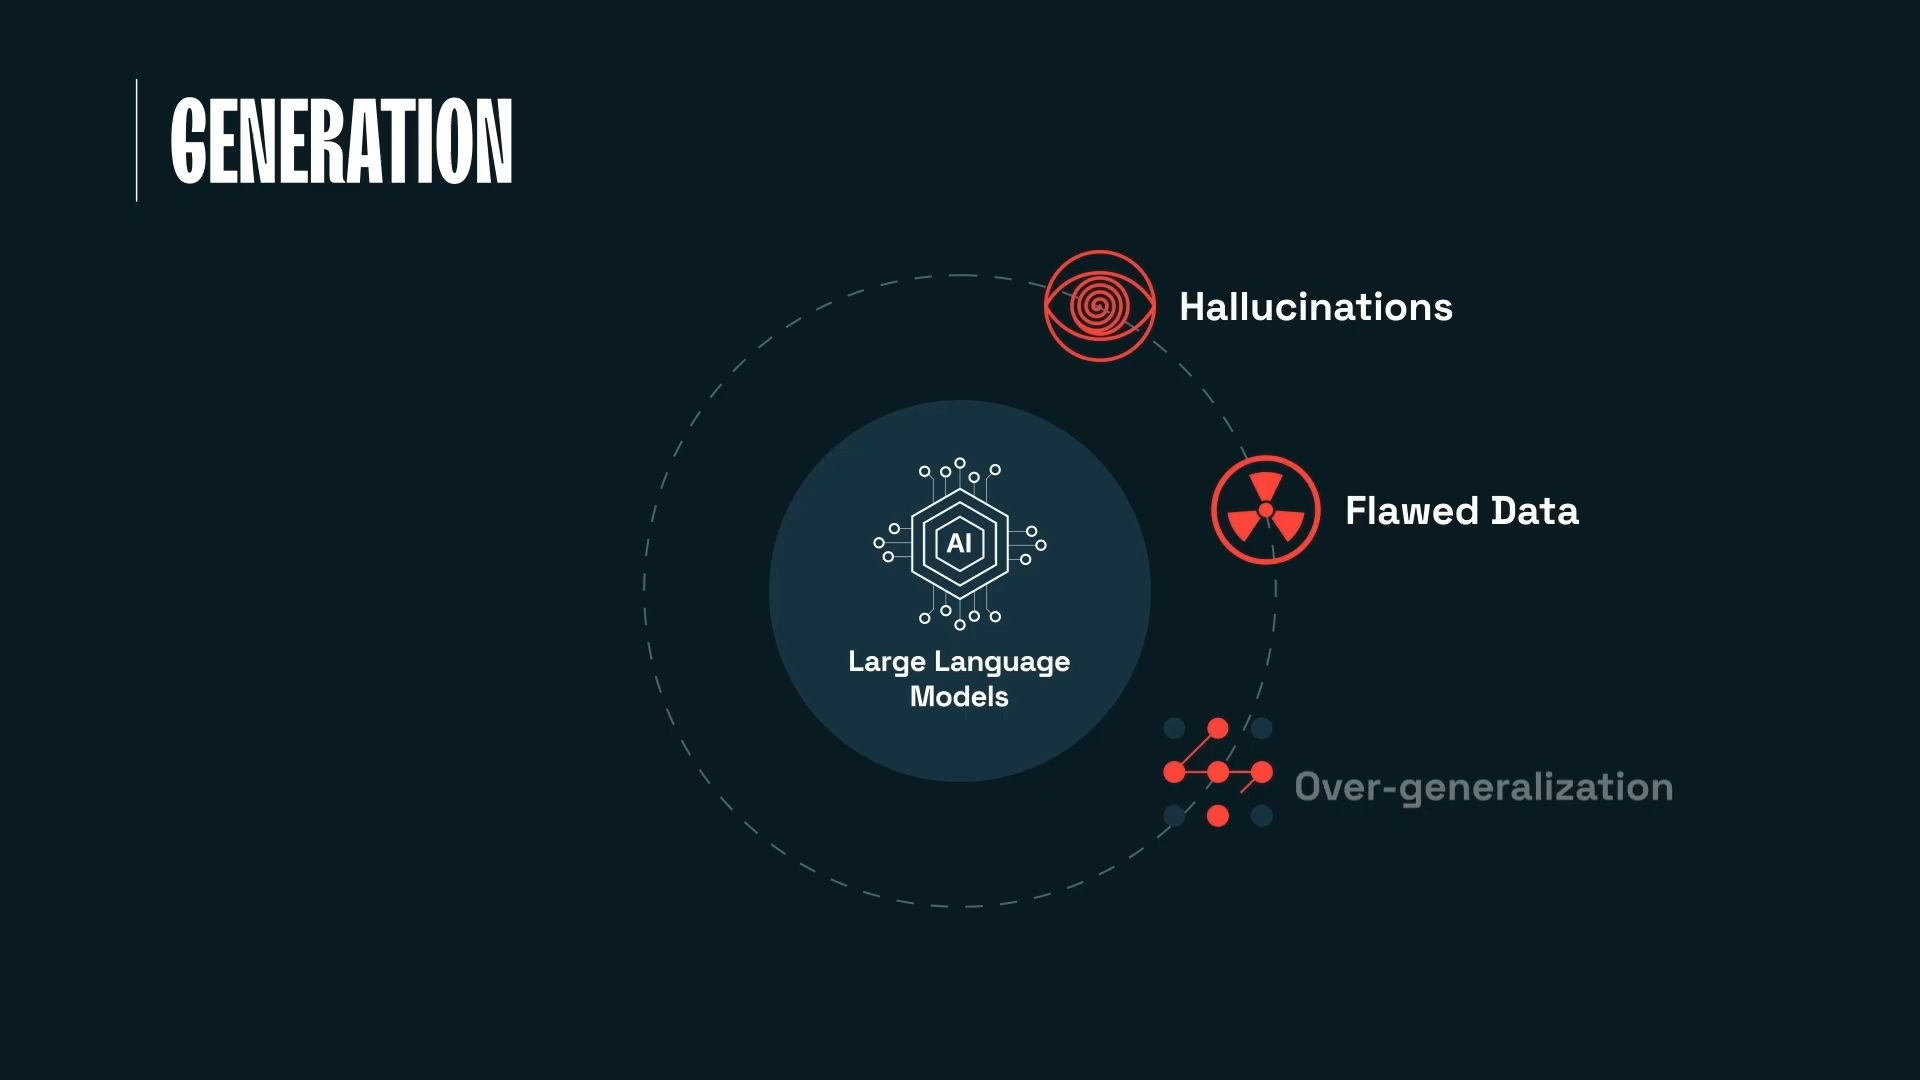 GENERATION
Hallucinations
Flawed Data
AI
Large Language
Models
Over-generalization